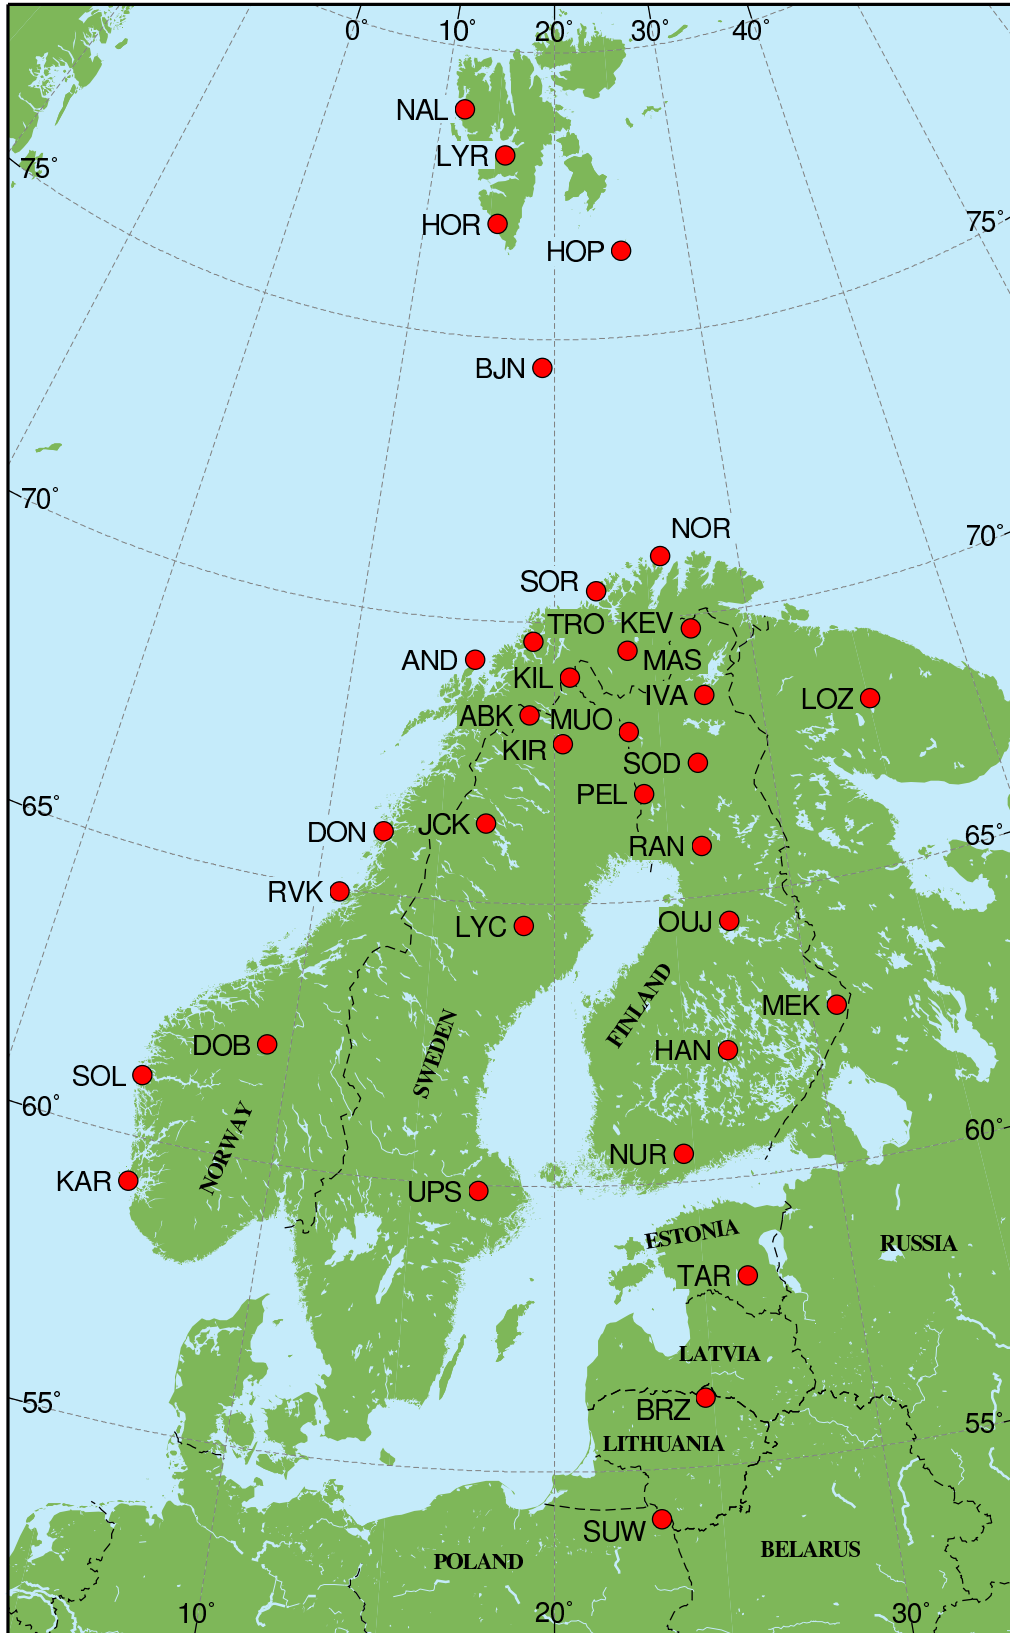 0° 10° 20° 30° 40°
NAL
LYR
75°
75°
HOR
HOP
BJN
70°
NOR
70°
SOR
TRO KEV
AND
MAS
KIL
IVA
LOZ
ABK
MUO
KIR
SOD
PEL
65°
JCK
DON
65°
RAN
RVK
OUJ
LYC
FINLAND
MEK
SWEDEN
DOB
HAN
SOL
60°
60°
NORWAY
NUR
KAR
UPS
ESTONIA
RUSSIA
TAR
LATVIA
55°
BRZ
55°
LITHUANIA
SUW
BELARUS
POLAND
10° 20° 30°